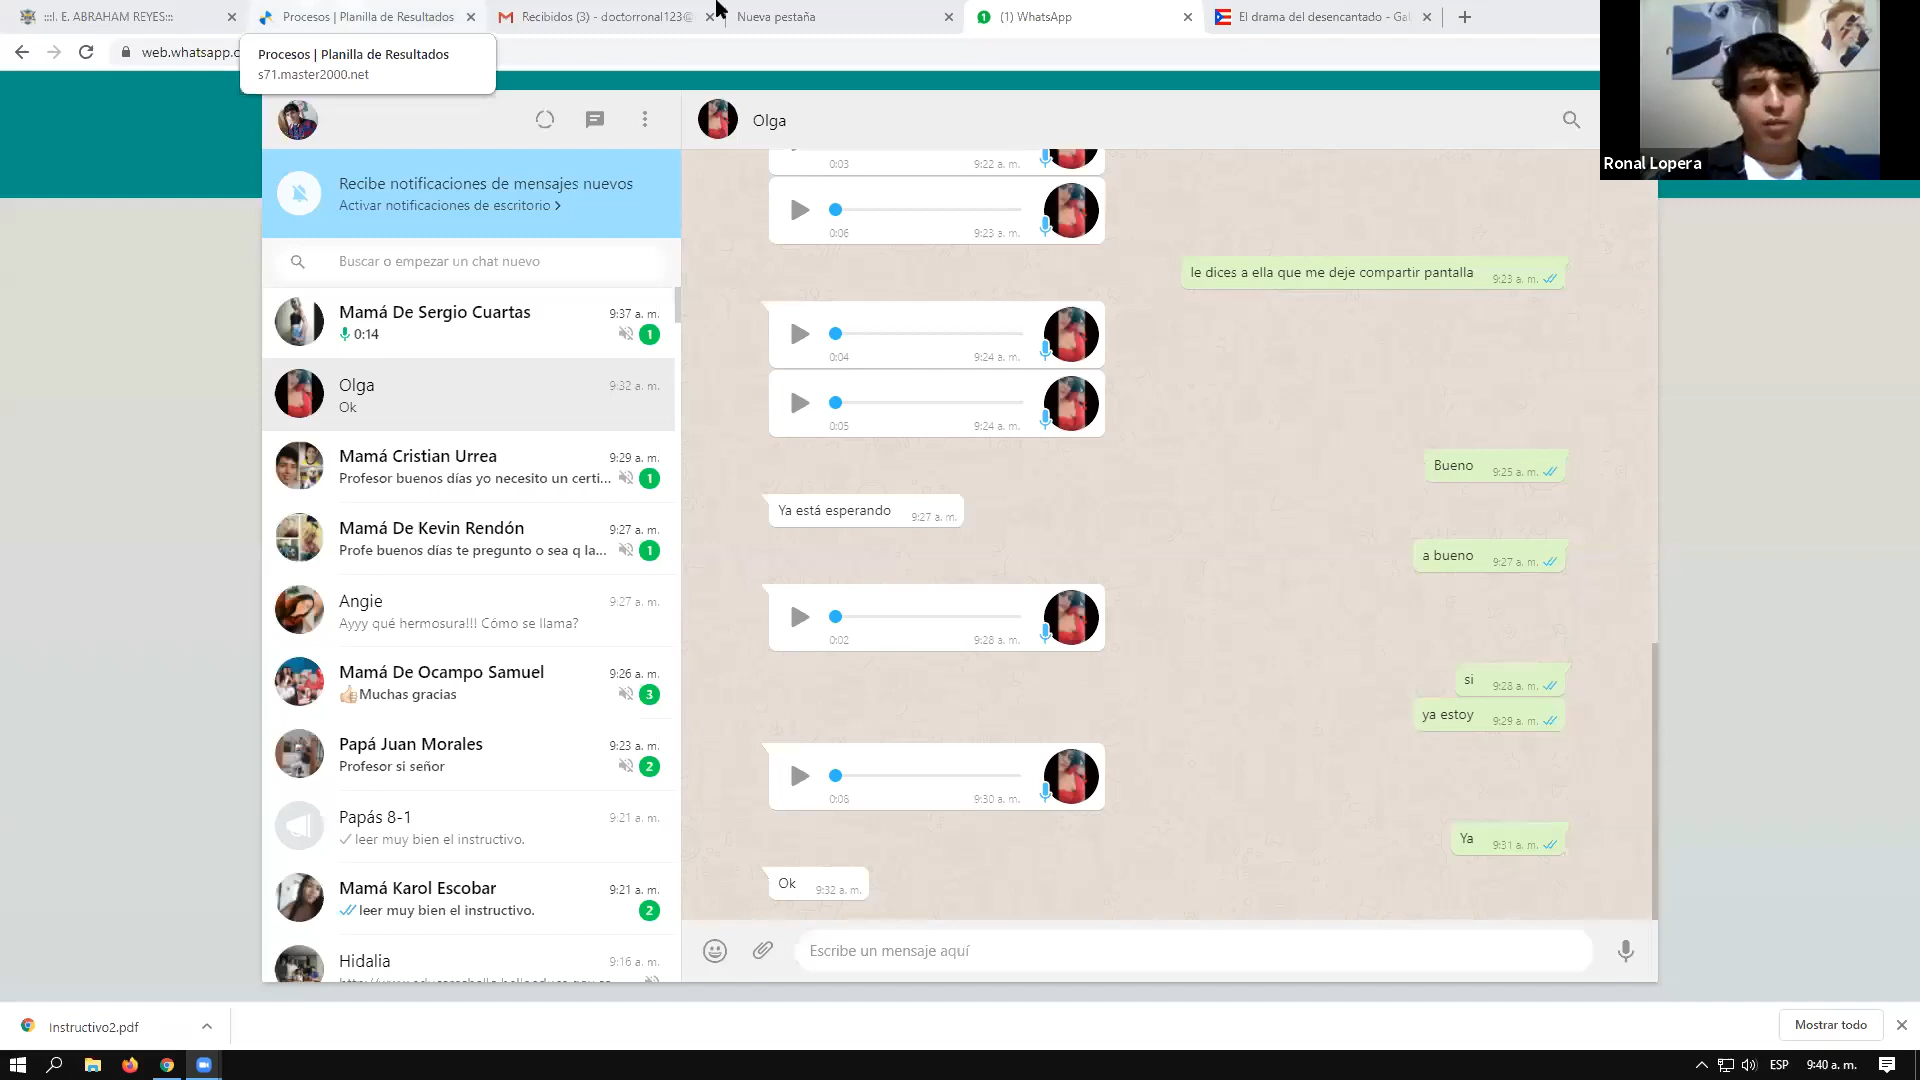 :::I. E. ABRAHAM REYES:::
Procesos | Planilla de Resultados
Recibidos (3) - doctorronal123@
Nueva pestaña
(1) WhatsApp
El drama del desencantado - Ga
web.whatsapp.c
Procesos | Planilla de Resultados
s71.master2000.net
Ronal Lopera
Recibe notificaciones de mensajes nuevos
Activar notificaciones de escritorio >
Buscar o empezar un chat nuevo
Mamá De Sergio Cuartas 9:37 a. m.
0:14 1
Olga 9:32 a. m.
Ok
Mamá Cristian Urrea 9:29 a. m.
Profesor buenos días yo necesito un certi... 1
Mamá De Kevin Rendón 9:27 a. m.
Profe buenos días te pregunto o sea q la... 1
Angie 9:27 a. m.
Ayyy qué hermosura!!! Cómo se llama?
Mamá De Ocampo Samuel 9:26 a. m.
👍🏻Muchas gracias 3
Papá Juan Morales 9:23 a. m.
Profesor si señor 2
Papás 8-1 9:21 a. m.
leer muy bien el instructivo.
Mamá Karol Escobar 9:21 a. m.
leer muy bien el instructivo. 2
Hidalia 9:16 a. m.
Olga
0:03 9:22 a. m.
0:06 9:23 a. m.
le dices a ella que me deje compartir pantalla 9:23 a. m.
0:04 9:24 a. m.
0:05 9:24 a. m.
Bueno 9:25 a. m.
Ya está esperando 9:27 a. m.
a bueno 9:27 a. m.
0:02 9:28 a. m.
si 9:28 a. m.
ya estoy 9:29 a. m.
0:08 9:30 a. m.
Ya 9:31 a. m.
Ok 9:32 a. m.
Escribe un mensaje aquí
Instructivo2.pdf
Mostrar todo
ESP
9:40 a. m.